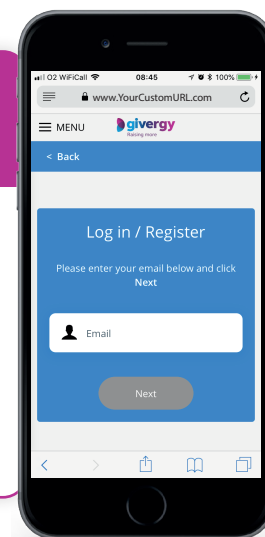 O2 WiFiCall 08:45 100%
www.YourCustomURL.com
MENU givergy
Raising more
< Back
Log in / Register
Please enter your email below and click
Next
Email
Next